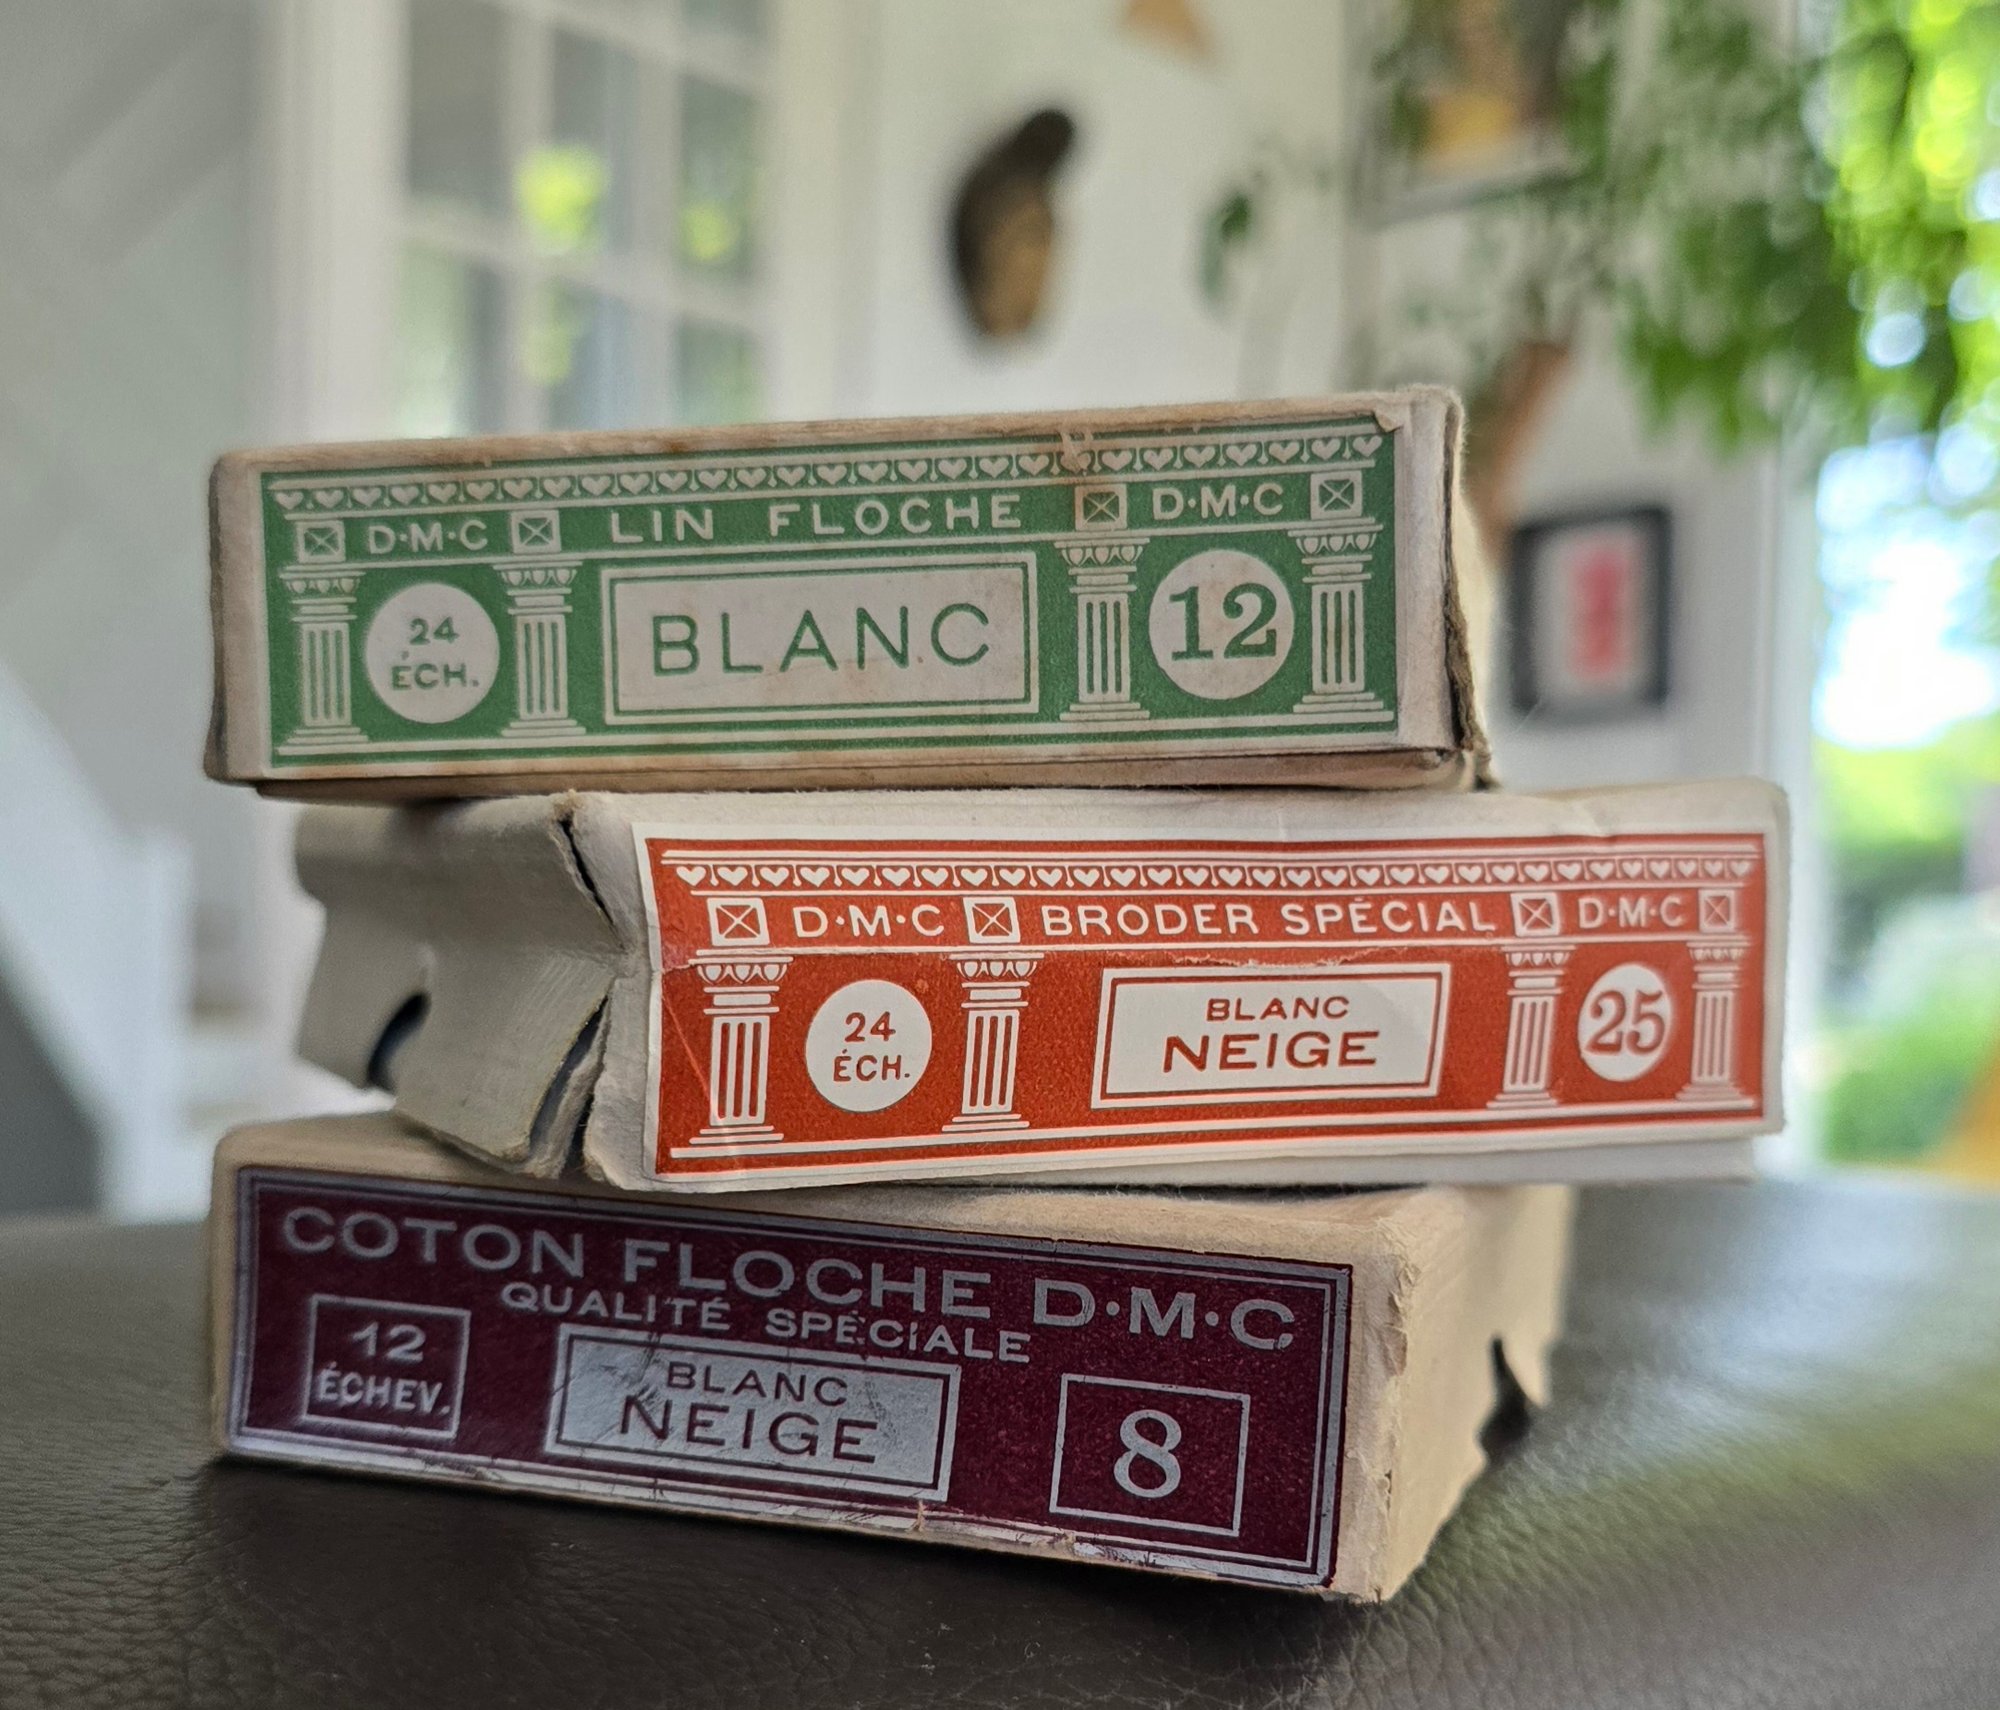 D·M·C LIN FLOCHE D·M·C
24
ÉCH.
BLANC
12
D·M·C BRODER SPÉCIAL D·M·C
24
ÉCH.
BLANC
NEIGE
25
COTON FLOCHE D·M·C
QUALITÉ SPÉCIALE
12
ÉCHEV.
BLANC
NEIGE
8